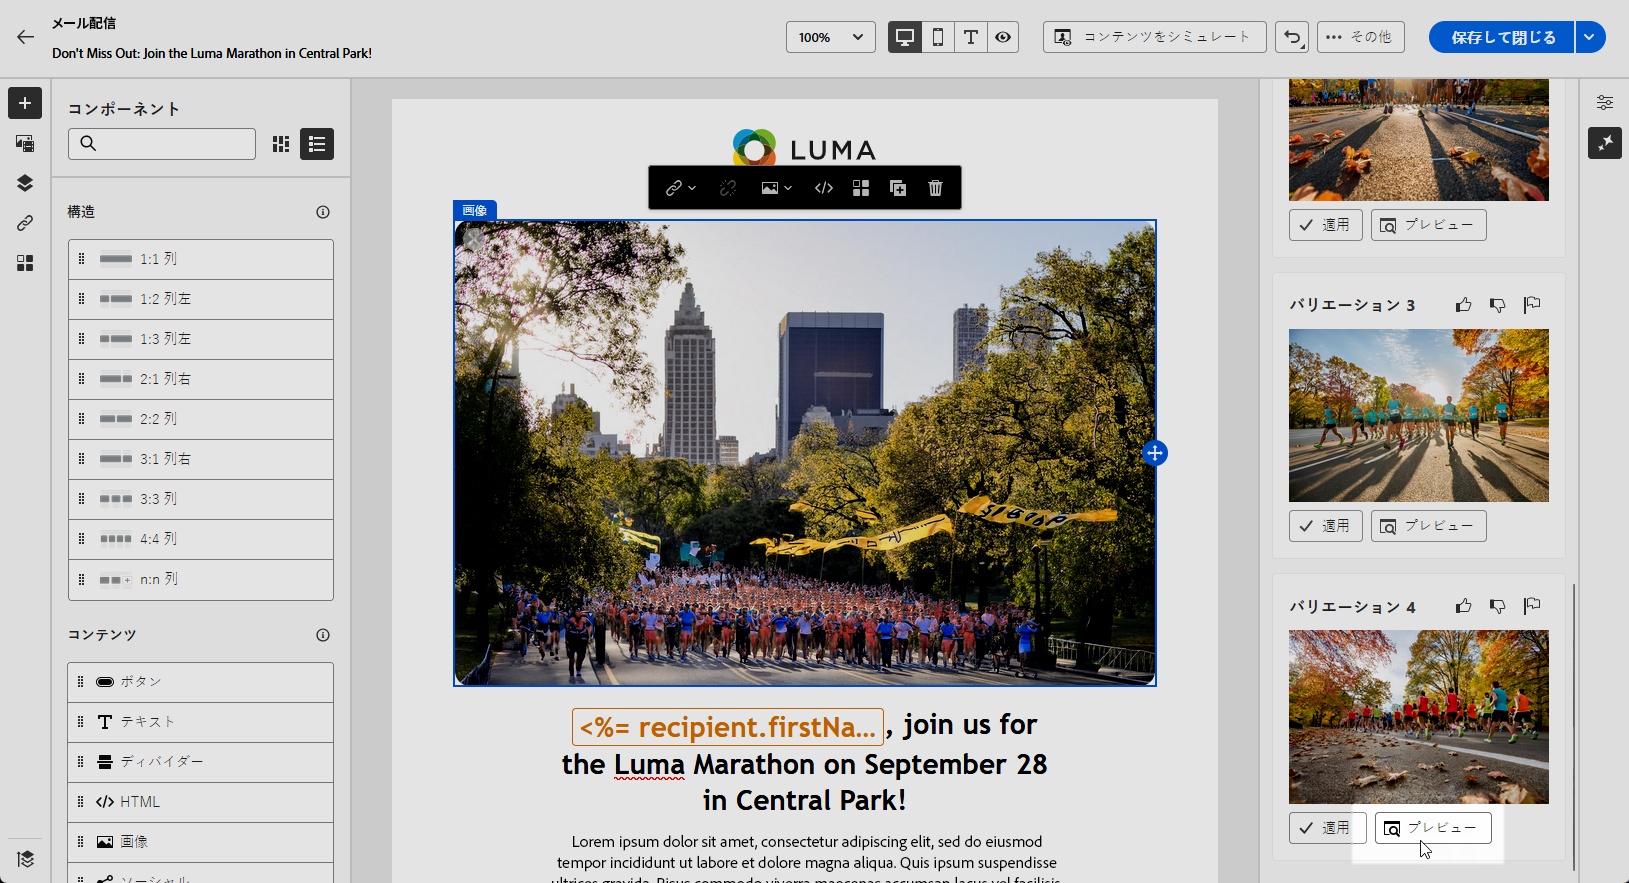 メール配信
Don't Miss Out: Join the Luma Marathon in Central Park!
100%
コンテンツをシミュレート
その他
保存して閉じる
コンポーネント
構造
1:1 列
1:2 列左
1:3 列左
2:1 列右
2:2 列
3:1 列右
3:3 列
4:4 列
n:n 列
コンテンツ
ボタン
テキスト
ディバイダー
HTML
画像
ソーシャル
LUMA
画像
<%= recipient.firstNa... , join us for
the Luma Marathon on September 28
in Central Park!
Lorem ipsum dolor sit amet, consectetur adipiscing elit, sed do eiusmod
tempor incididunt ut labore et dolore magna aliqua. Quis ipsum suspendisse
ultrices gravida. Risus commodo viverra maecenas accumsan lacus vel facilisis
適用 プレビュー
バリエーション 3
適用 プレビュー
バリエーション 4
適用 プレビュー